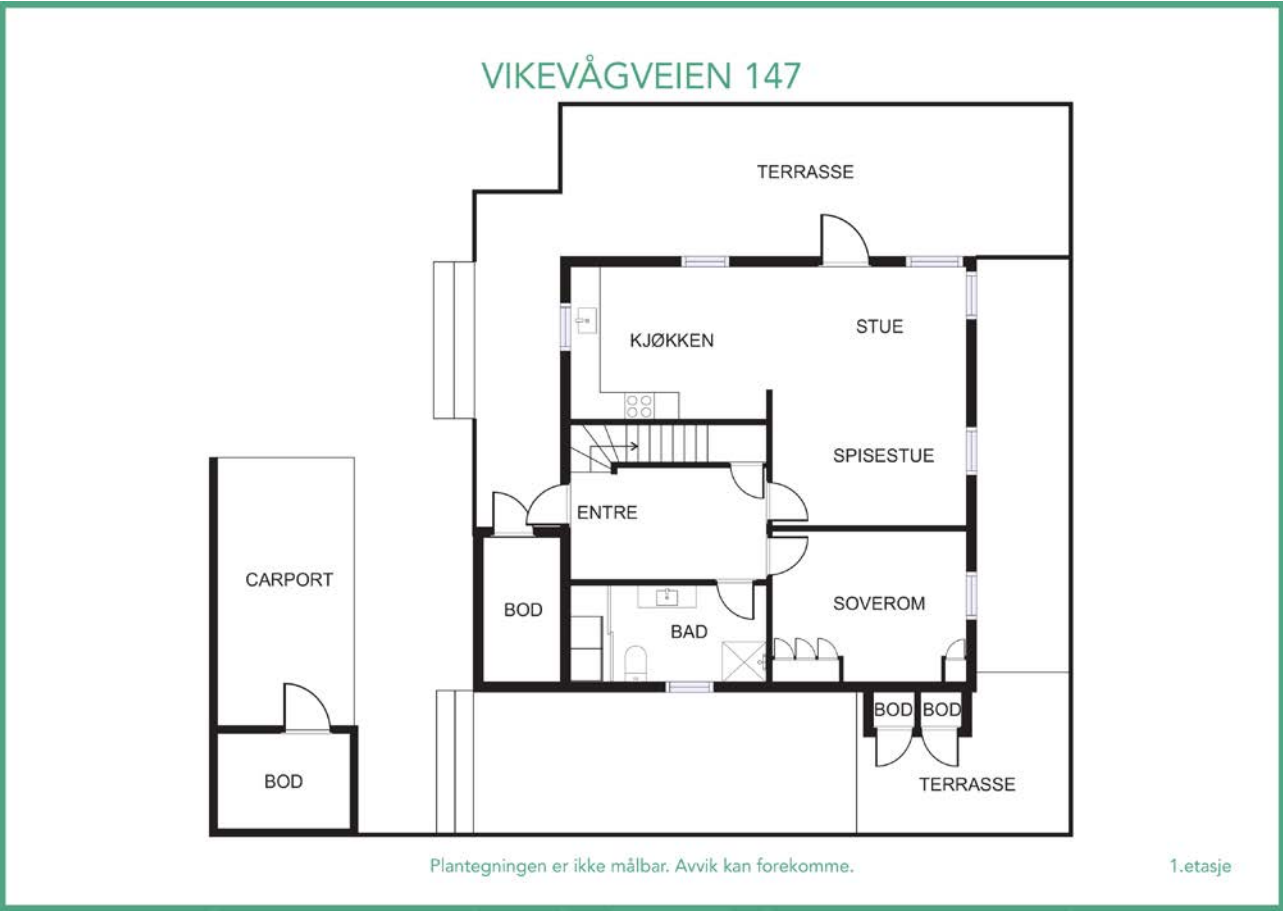 VIKEVÅGVEIEN 147
TERRASSE
STUE
KJØKKEN
SPISESTUE
ENTRE
CARPORT
SOVEROM
BOD
BAD
BOD BOD
BOD
TERRASSE
Plantegningen er ikke målbar. Avvik kan forekomme.
1.etasje